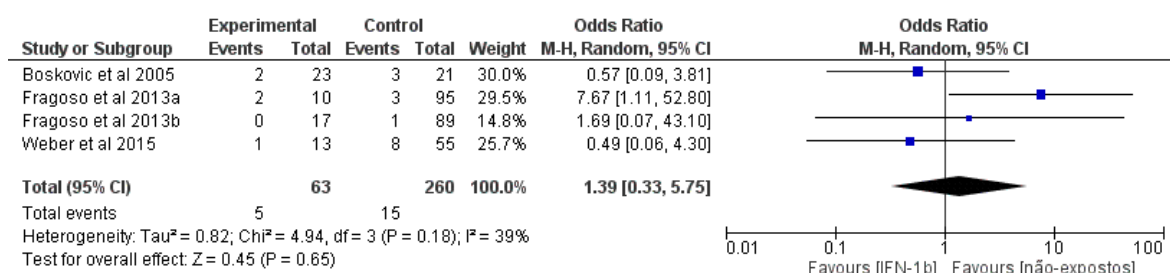 Experimental Control Odds Ratio Odds Ratio
Study or Subgroup Events Total Events Total Weight M-H, Random, 95% CI M-H, Random, 95% CI
Boskovic et al 2005 2 23 3 21 30.0% 0.57 [0.09, 3.81]
Fragoso et al 2013a 2 10 3 95 29.5% 7.67 [1.11, 52.80]
Fragoso et al 2013b 0 17 1 89 14.8% 1.69 [0.07, 43.10]
Weber et al 2015 1 13 8 55 25.7% 0.49 [0.06, 4.30]
Total (95% CI) 63 260 100.0% 1.39 [0.33, 5.75]
Total events 5 15
Heterogeneity: Tau² = 0.82; Chi² = 4.94, df = 3 (P = 0.18); I² = 39%
Test for overall effect: Z = 0.45 (P = 0.65)
0.01 0.1 1 10 100
Favours [IFN-1b] Favours [não-expostos]